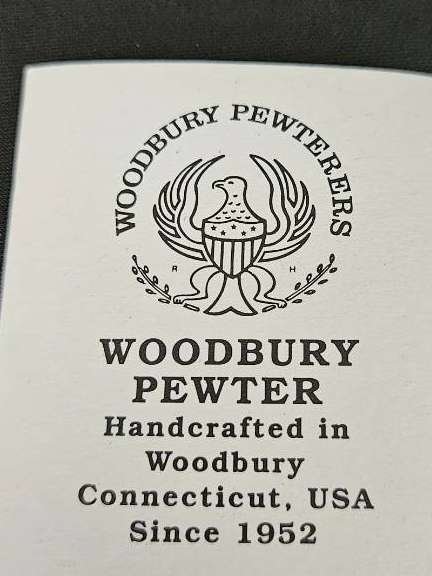 WOODBURY PEWTERERS
R H
WOODBURY
PEWTER
Handcrafted in
Woodbury
Connecticut, USA
Since 1952